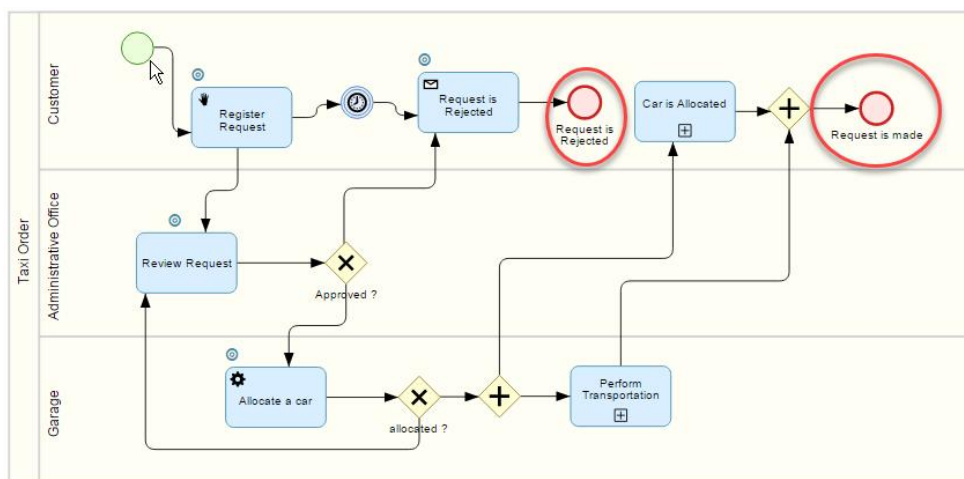 Taxi Order
Customer
Register
Request
Request is
Rejected
Request is
Rejected
Car is Allocated
Request is made
Administrative Office
Review Request
Approved ?
Garage
Allocate a car
allocated ?
Perform
Transportation